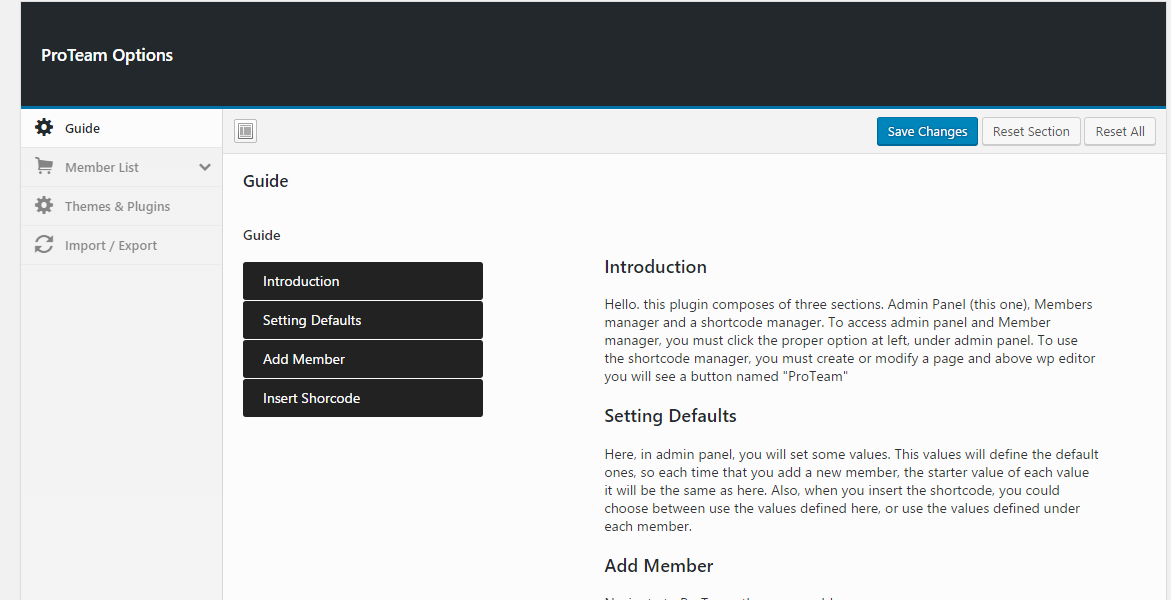 ProTeam Options
Guide
Member List
Themes & Plugins
Import / Export
Save Changes
Reset Section
Reset All
Guide
Guide
Introduction
Setting Defaults
Add Member
Insert Shorcode
Introduction
Hello. this plugin composes of three sections. Admin Panel (this one), Members
manager and a shortcode manager. To access admin panel and Member
manager, you must click the proper option at left, under admin panel. To use
the shortcode manager, you must create or modify a page and above wp editor
you will see a button named "ProTeam"
Setting Defaults
Here, in admin panel, you will set some values. This values will define the default
ones, so each time that you add a new member, the starter value of each value
it will be the same as here. Also, when you insert the shortcode, you could
choose between use the values defined here, or use the values defined under
each member.
Add Member